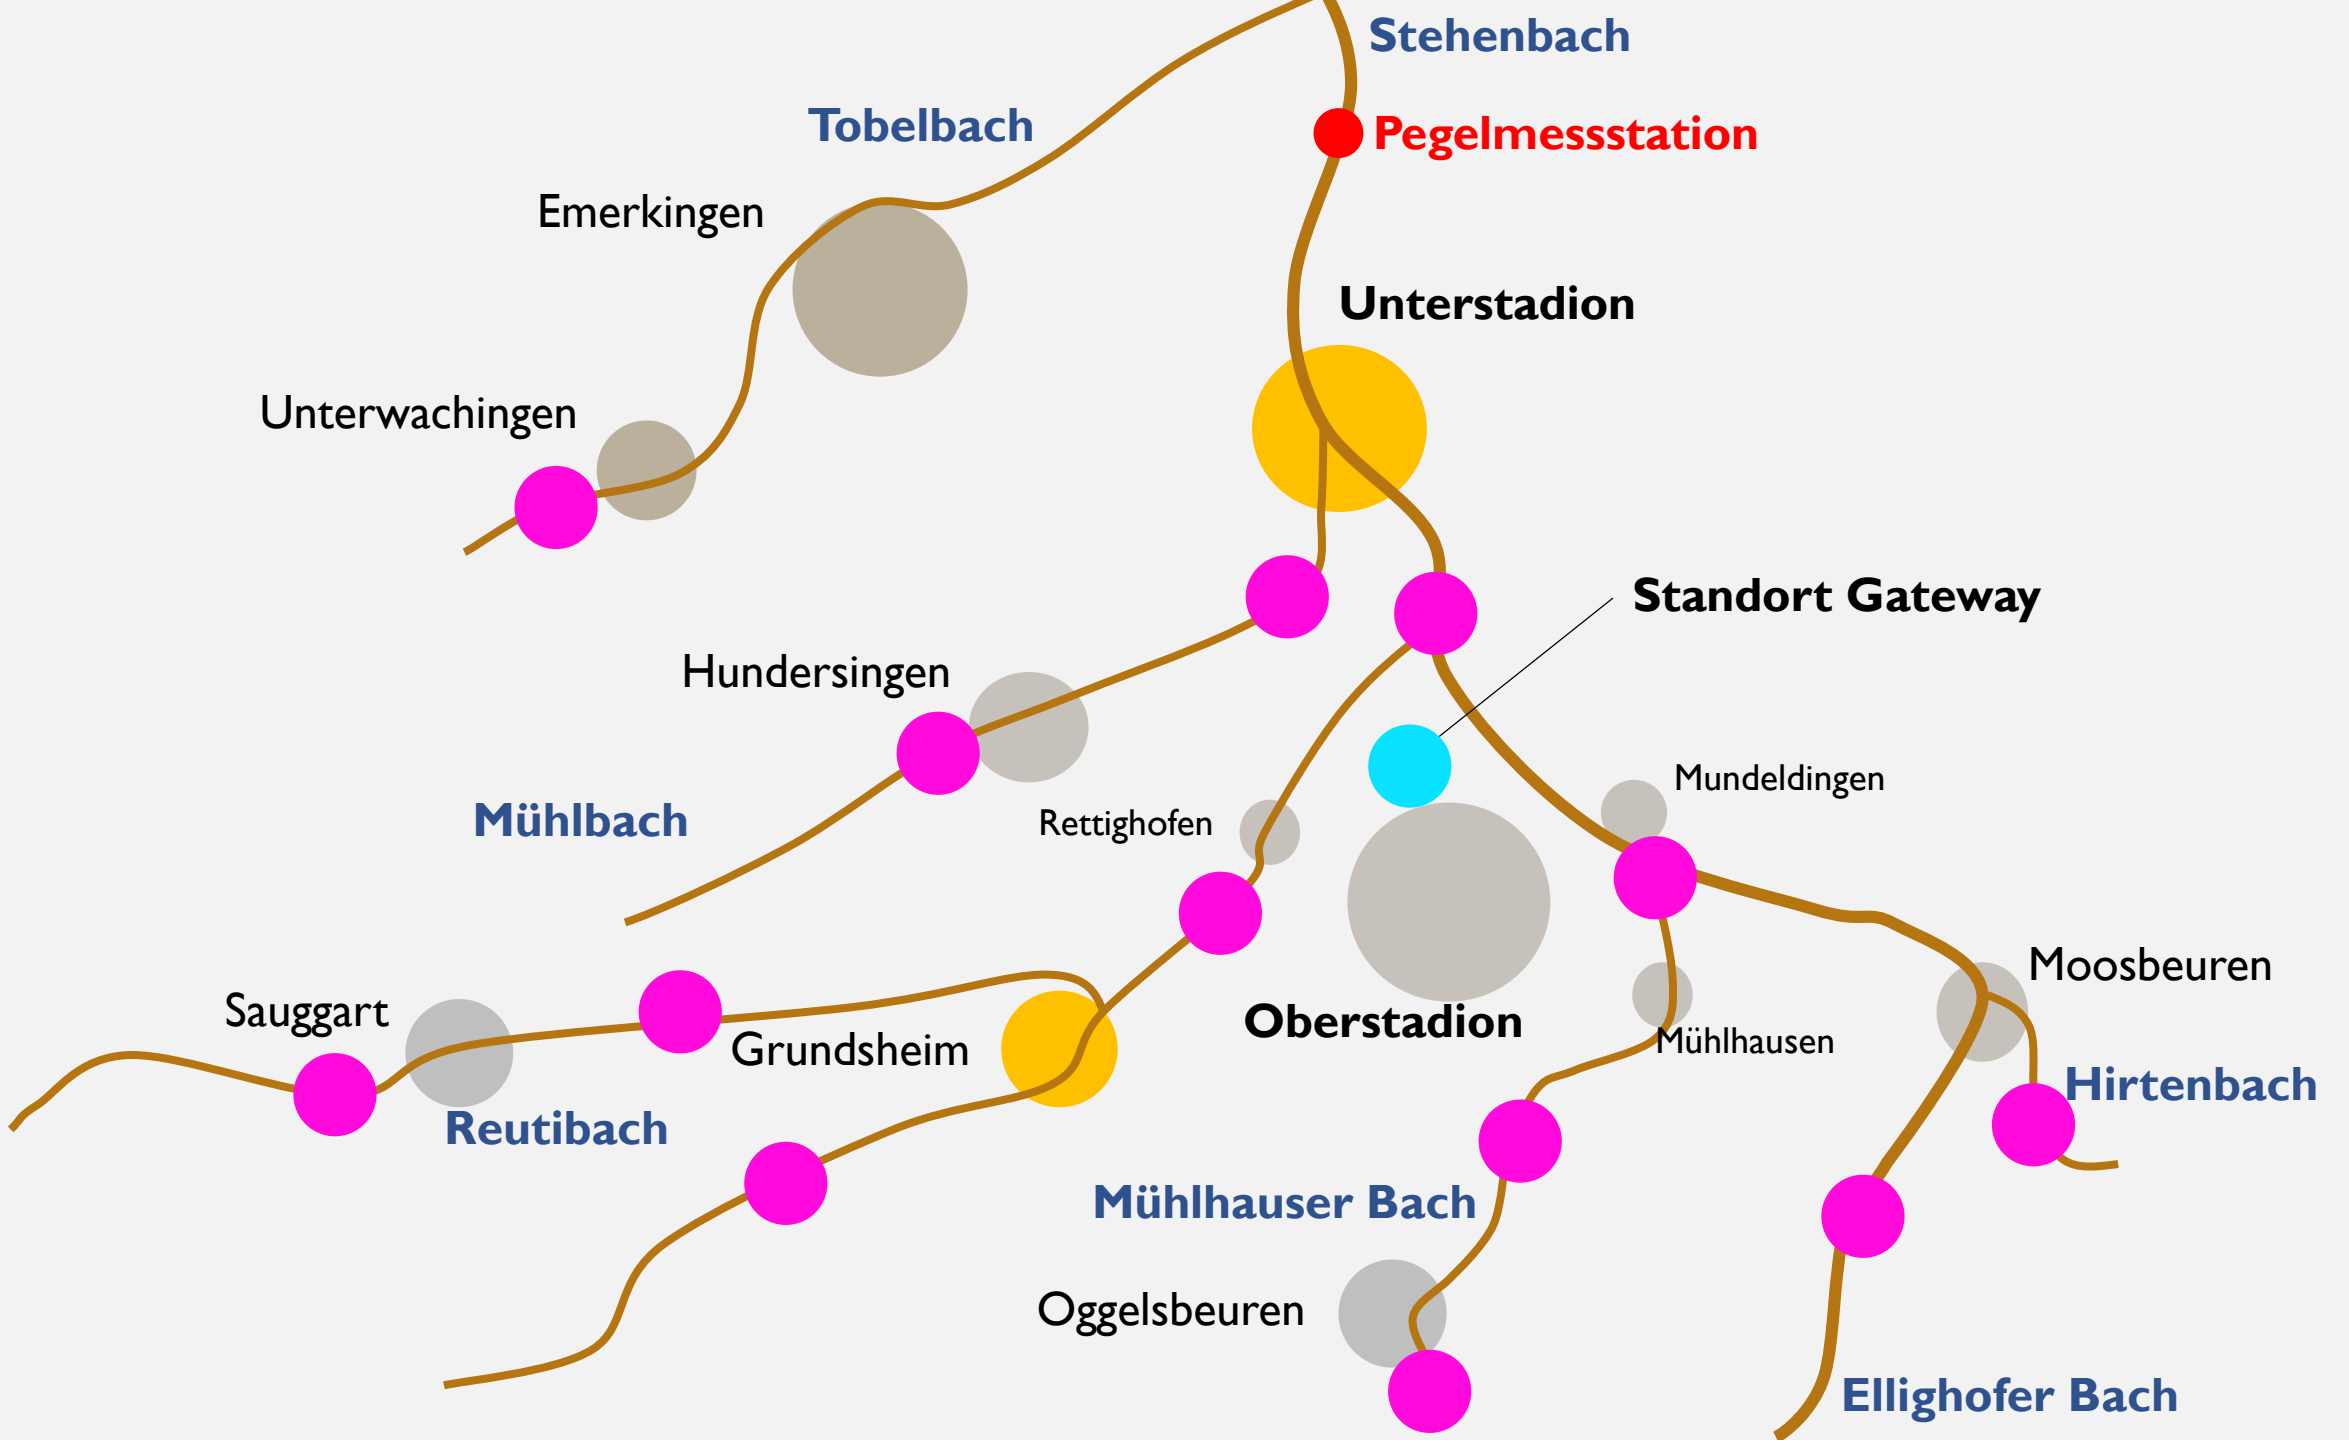 Stehenbach
Tobelbach
Pegelmessstation
Emerkingen
Unterstadion
Unterwachingen
Standort Gateway
Hundersingen
Mundeldingen
Mühlbach
Rettighofen
Moosbeuren
Sauggart
Oberstadion
Grundsheim
Mühlhausen
Hirtenbach
Reutibach
Mühlhauser Bach
Oggelsbeuren
Ellighofer Bach